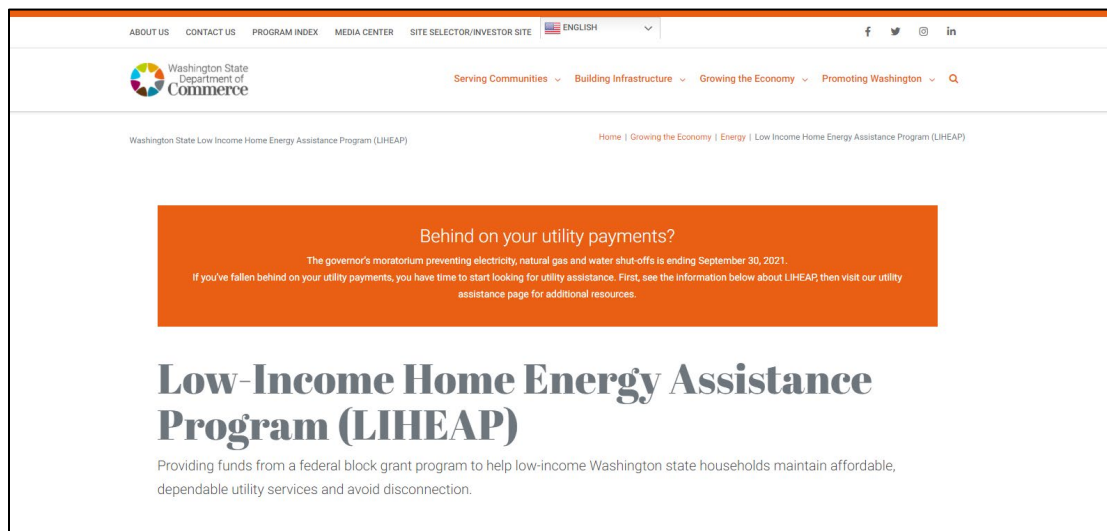 ABOUT US CONTACT US PROGRAM INDEX MEDIA CENTER SITE SELECTOR/INVESTOR SITE ENGLISH
Washington State
Department of
Commerce
Serving Communities Building Infrastructure Growing the Economy Promoting Washington
Washington State Low Income Home Energy Assistance Program (LIHEAP)
Home | Growing the Economy | Energy | Low Income Home Energy Assistance Program (LIHEAP)
Behind on your utility payments?
The governor's moratorium preventing electricity, natural gas and water shut-offs is ending September 30, 2021.
If you've fallen behind on your utility payments, you have time to start looking for utility assistance. First, see the information below about LIHEAP, then visit our utility
assistance page for additional resources.
Low-Income Home Energy Assistance
Program (LIHEAP)
Providing funds from a federal block grant program to help low-income Washington state households maintain affordable,
dependable utility services and avoid disconnection.